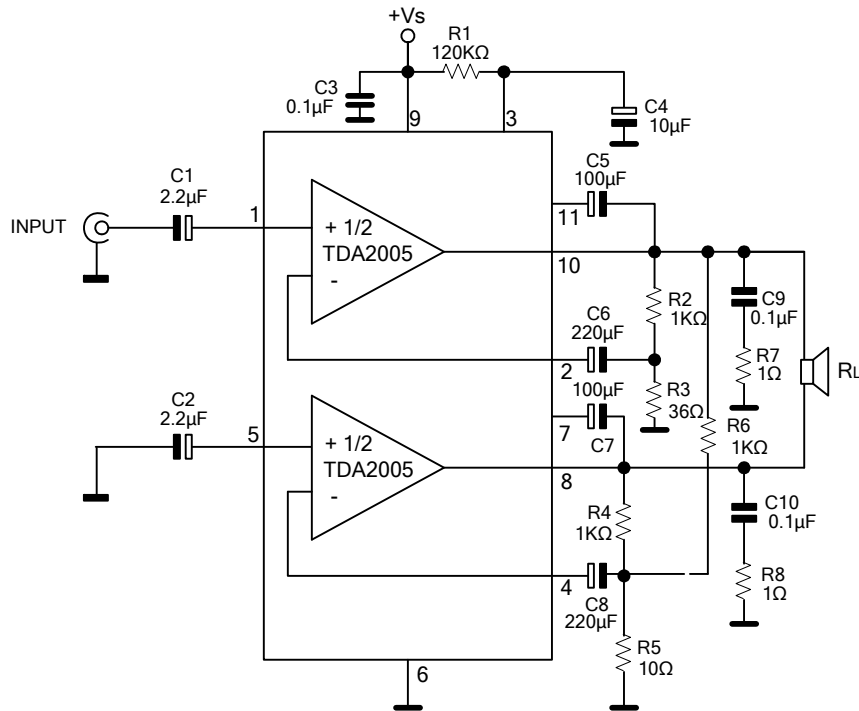 +Vs
R1
120KΩ
C3
0.1µF
C4
10µF
9
3
C1
2.2µF
C5
100µF
INPUT
1
+ 1/2
TDA2005
-
11
10
R2
1KΩ
C9
0.1µF
C6
220µF
2
R7
1Ω
RL
R3
36Ω
100µF
7
C7
C2
2.2µF
5
+ 1/2
TDA2005
-
8
R6
1KΩ
R4
1KΩ
C10
0.1µF
4
C8
220µF
R8
1Ω
R5
10Ω
6